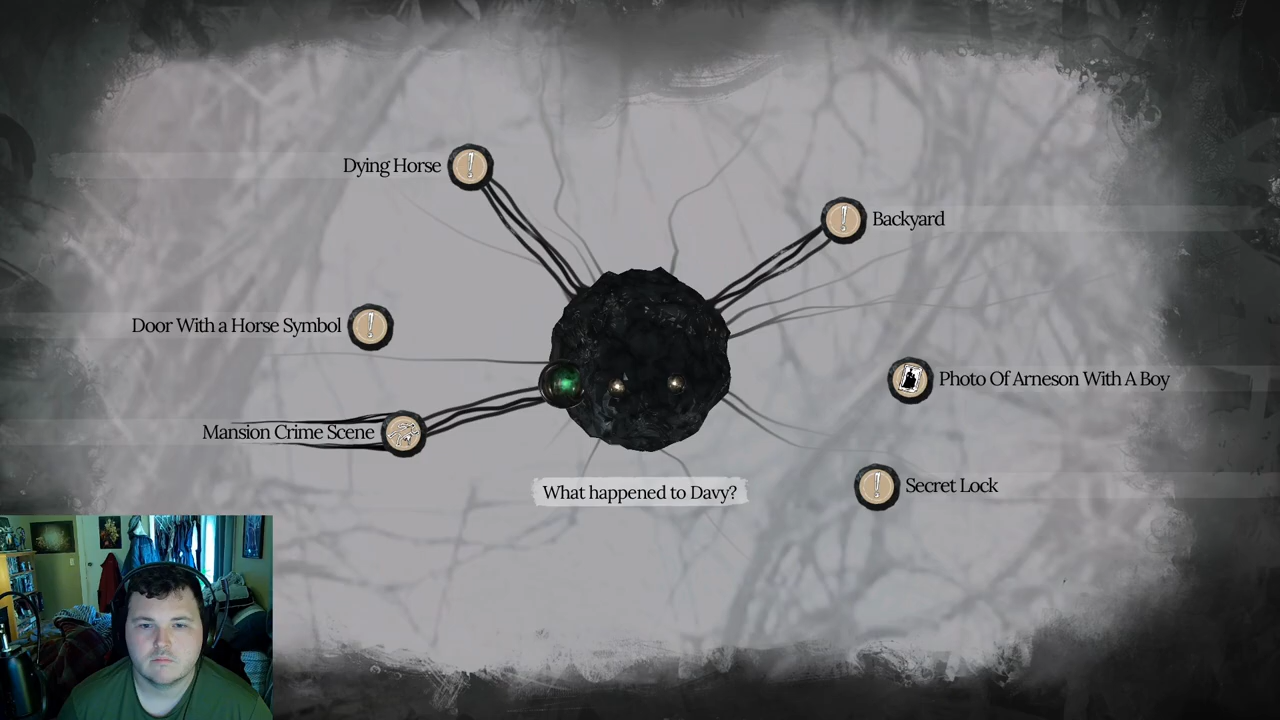 Dying Horse
Backyard
Door With a Horse Symbol
Photo Of Arneson With A Boy
Mansion Crime Scene
Secret Lock
What happened to Davy?